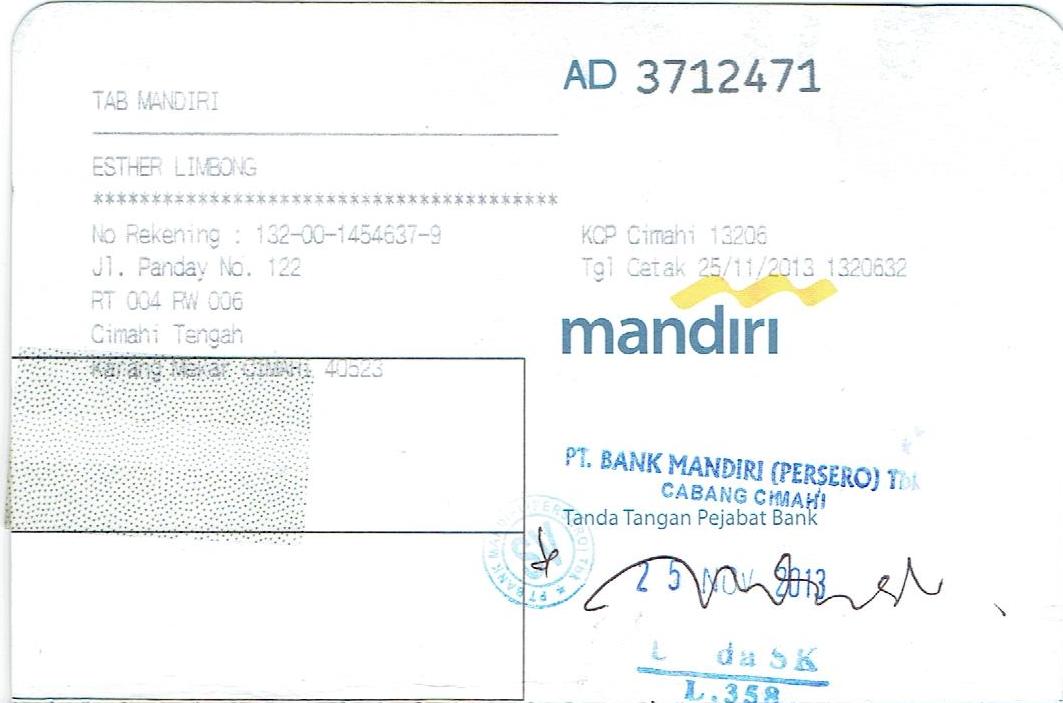 AD 3712471
TAB MANDIRI
ESTHER LIMBONG
***************************************
No Rekening : 132-00-1454637-9
KCP Cimahi 13206
Jl. Panday No. 122
Tgl Cetak 25/11/2013 1320632
RT 004 RW 006
mandiri
Cimahi Tengah
Karang Mekar CIMAHI 40523
PT. BANK MANDIRI (PERSERO) Tbk
CABANG CIMAHI
Tanda Tangan Pejabat Bank
25 NOV 2013
L.358